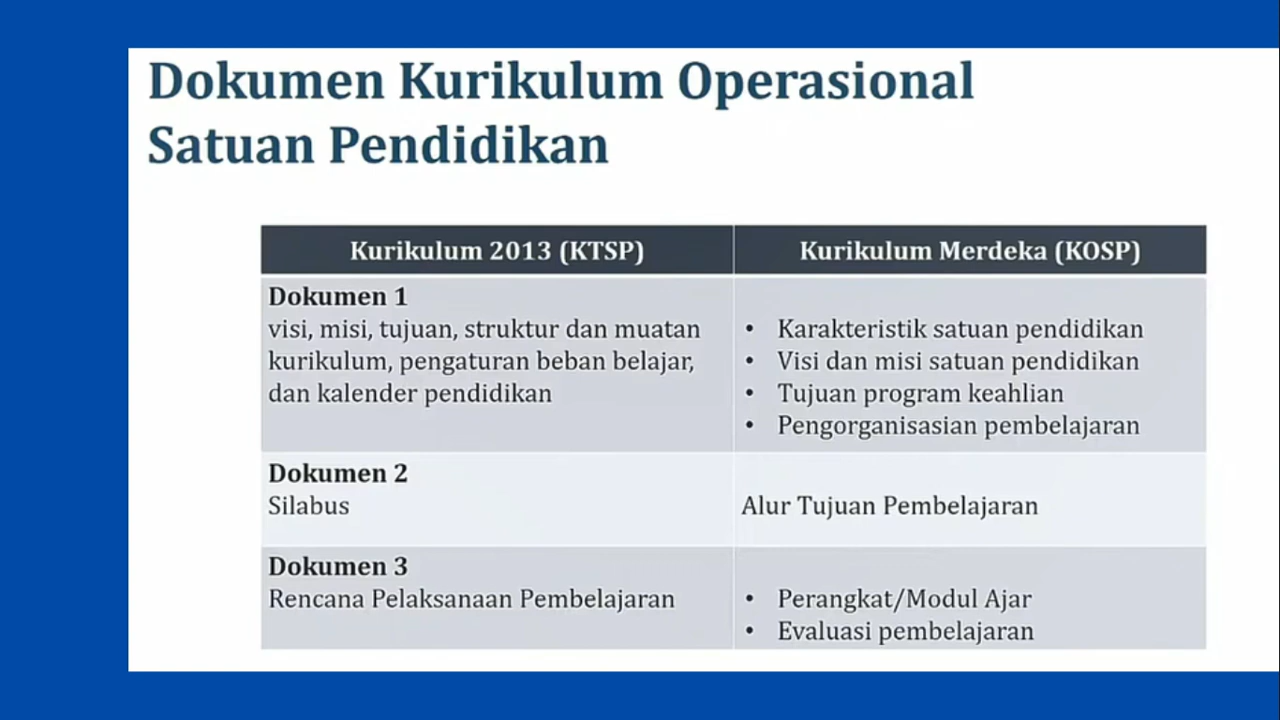 Dokumen Kurikulum Operasional
Satuan Pendidikan
Kurikulum 2013 (KTSP)
Kurikulum Merdeka (KOSP)
Dokumen 1
visi, misi, tujuan, struktur dan muatan
kurikulum, pengaturan beban belajar,
dan kalender pendidikan
• Karakteristik satuan pendidikan
• Visi dan misi satuan pendidikan
• Tujuan program keahlian
• Pengorganisasian pembelajaran
Dokumen 2
Silabus
Alur Tujuan Pembelajaran
Dokumen 3
Rencana Pelaksanaan Pembelajaran
• Perangkat/Modul Ajar
• Evaluasi pembelajaran